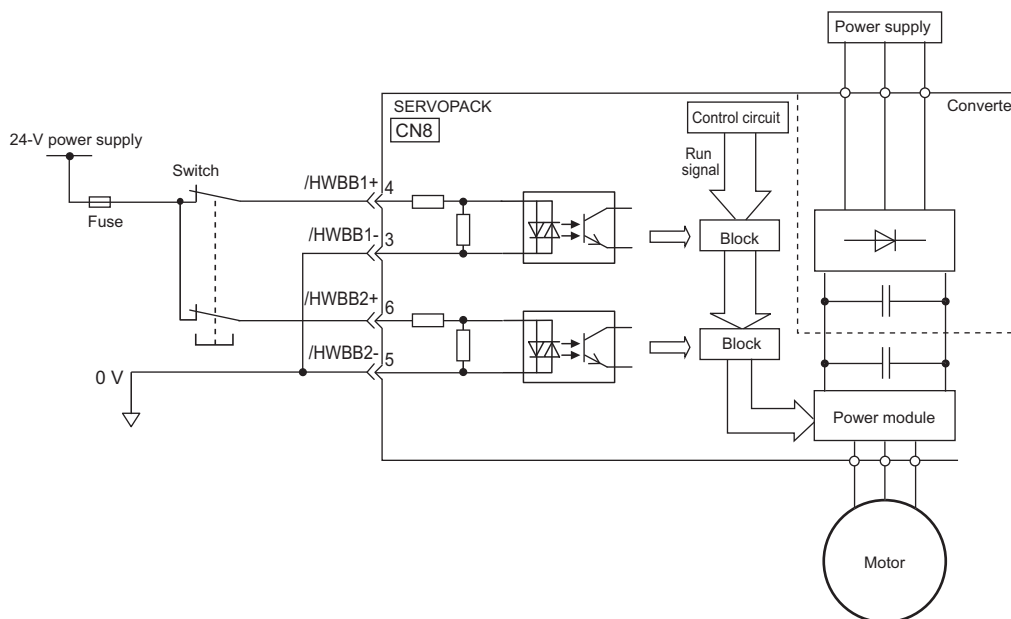 Power supply
SERVOPACK
Converte
CN8
Control circuit
24-V power supply
Run
signal
Switch
/HWBB1+
4
Fuse
/HWBB1-
3
Block
/HWBB2+
6
/HWBB2-
5
Block
0 V
Power module
Motor